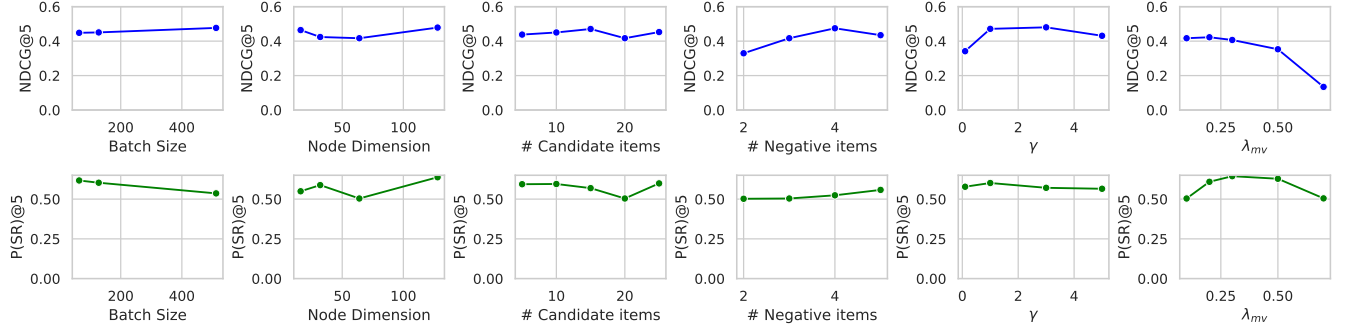 NDCG@5 0.6 0.4 0.2 0.0 200 400 Batch Size
NDCG@5 0.6 0.4 0.2 0.0 50 100 Node Dimension
NDCG@5 0.6 0.4 0.2 0.0 10 20 # Candidate items
NDCG@5 0.6 0.4 0.2 0.0 2 4 # Negative items
NDCG@5 0.6 0.4 0.2 0.0 0 2 4 γ
NDCG@5 0.6 0.4 0.2 0.0 0.25 0.50 λmv
P(SR)@5 0.50 0.25 0.00 200 400 Batch Size
P(SR)@5 0.50 0.25 0.00 50 100 Node Dimension
P(SR)@5 0.50 0.25 0.00 10 20 # Candidate items
P(SR)@5 0.50 0.25 0.00 2 4 # Negative items
P(SR)@5 0.50 0.25 0.00 0 2 4 γ
P(SR)@5 0.50 0.25 0.00 0.25 0.50 λmv